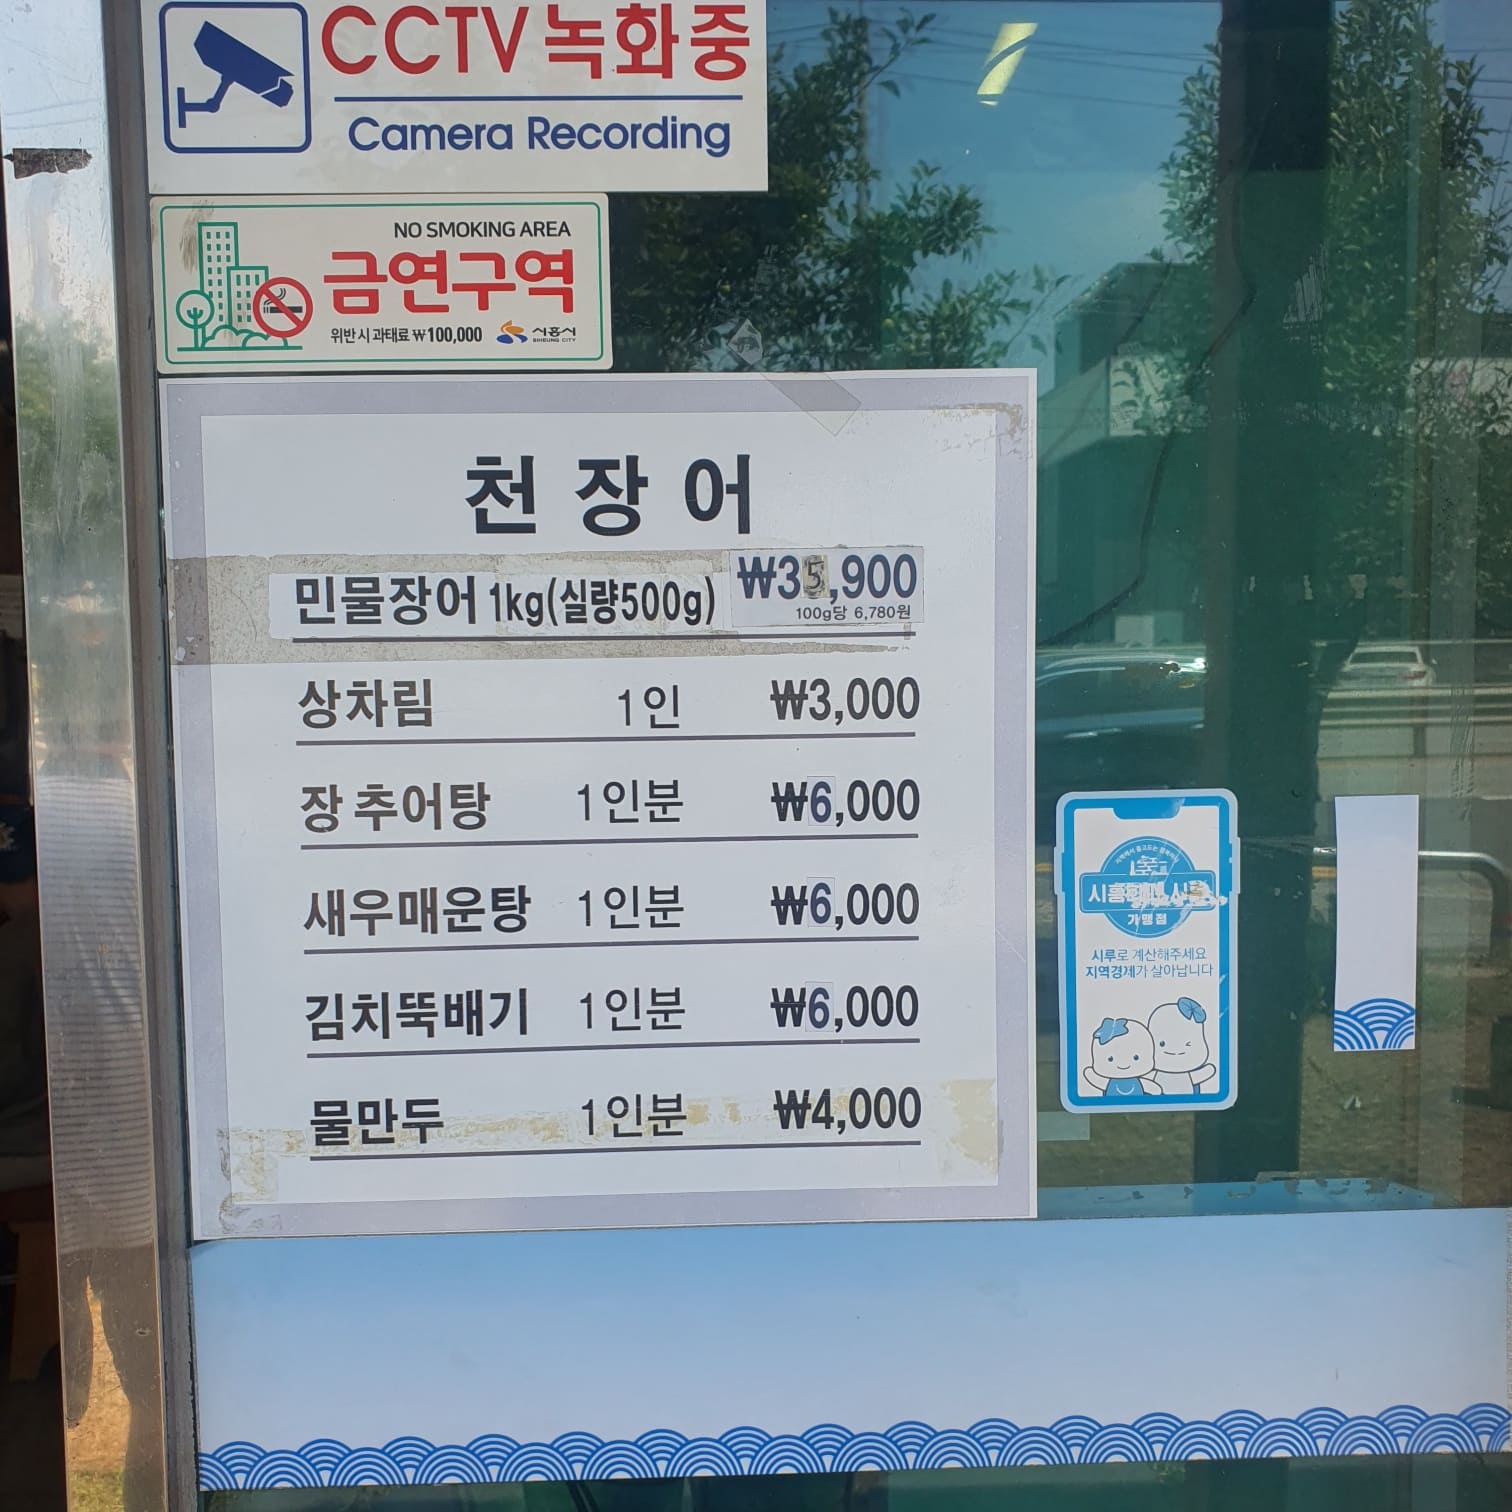 CCTV 녹화중
Camera Recording
NO SMOKING AREA
금연구역
위반 시 과태료 ₩100,000 시흥시
SIHEUNG CITY
천 장 어
민물장어 1kg(실량500g) ₩35,900
100g당 6,780원
상차림 1인 ₩3,000
장추어탕 1인분 ₩6,000
새우매운탕 1인분 ₩6,000
김치뚝배기 1인분 ₩6,000
물만두 1인분 ₩4,000
가맹점
시루로 계산해주세요
지역경제가 살아납니다